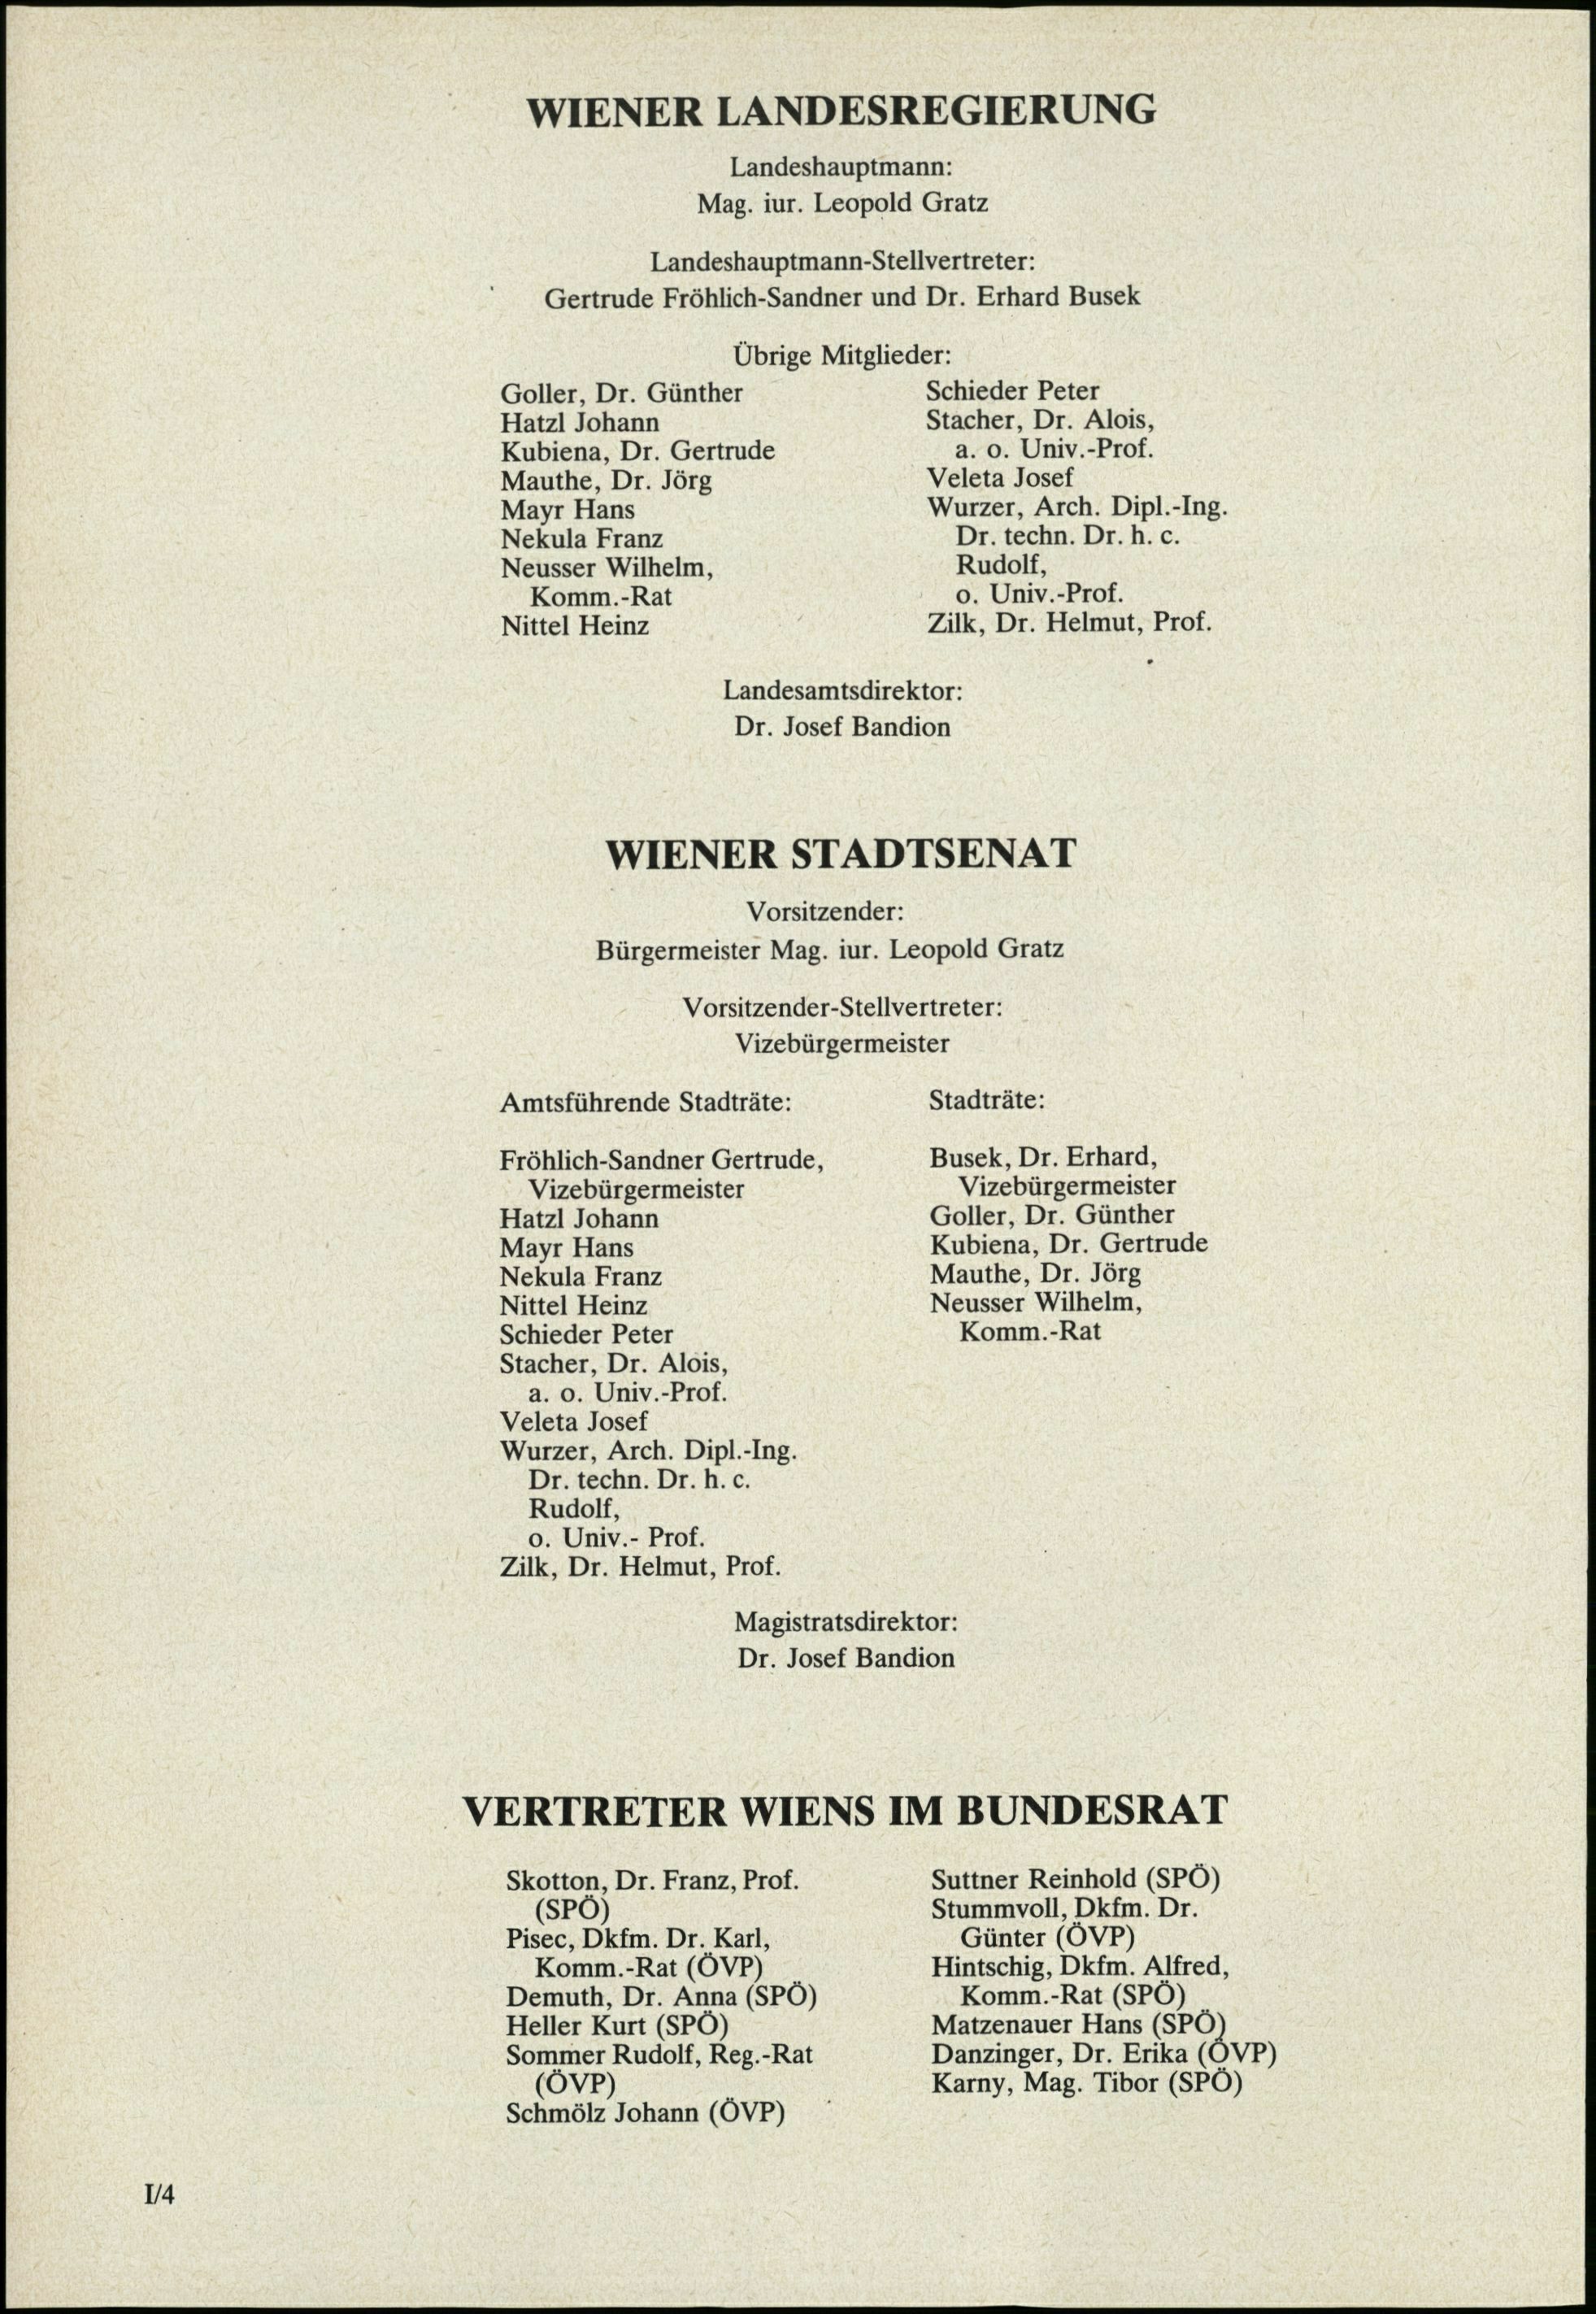 WIENER LANDESREGIERUNG
Landeshauptmann:
Mag. iur. Leopold Gratz
Landeshauptmann-Stellvertreter:
Gertrude Fröhlich-Sandner und Dr. Erhard Busek
Übrige Mitglieder:
Goller, Dr. Günther
Hatzl Johann
Kubiena, Dr. Gertrude
Mauthe, Dr. Jörg
Mayr Hans
Nekula Franz
Neusser Wilhelm,
Komm.-Rat
Nittel Heinz
Schieder Peter
Stacher, Dr. Alois,
a. o. Univ.-Prof.
Veleta Josef
Wurzer, Arch. Dipl.-Ing.
Dr. techn. Dr. h. c.
Rudolf,
o. Univ.-Prof.
Zilk, Dr. Helmut, Prof.
Landesamtsdirektor:
Dr. Josef Bandion
WIENER STADTSENAT
Vorsitzender:
Bürgermeister Mag. iur. Leopold Gratz
Vorsitzender-Stellvertreter:
Vizebürgermeister
Amtsführende Stadträte:
Fröhlich-Sandner Gertrude,
Vizebürgermeister
Hatzl Johann
Mayr Hans
Nekula Franz
Nittel Heinz
Schieder Peter
Stacher, Dr. Alois,
a. o. Univ.-Prof.
Veleta Josef
Wurzer, Arch. Dipl.-Ing.
Dr. techn. Dr. h. c.
Rudolf,
o. Univ.- Prof.
Zilk, Dr. Helmut, Prof.
Stadträte:
Busek, Dr. Erhard,
Vizebürgermeister
Goller, Dr. Günther
Kubiena, Dr. Gertrude
Mauthe, Dr. Jörg
Neusser Wilhelm,
Komm.-Rat
Magistratsdirektor:
Dr. Josef Bandion
VERTRETER WIENS IM BUNDESRAT
Skotton, Dr. Franz, Prof.
(SPÖ)
Pisec, Dkfm. Dr. Karl,
Komm.-Rat (ÖVP)
Demuth, Dr. Anna (SPÖ)
Heller Kurt (SPÖ)
Sommer Rudolf, Reg.-Rat
(ÖVP)
Schmölz Johann (ÖVP)
Suttner Reinhold (SPÖ)
Stummvoll, Dkfm. Dr.
Günter (ÖVP)
Hintschig, Dkfm. Alfred,
Komm.-Rat (SPÖ)
Matzenauer Hans (SPÖ)
Danzinger, Dr. Erika (ÖVP)
Karny, Mag. Tibor (SPÖ)
I/4